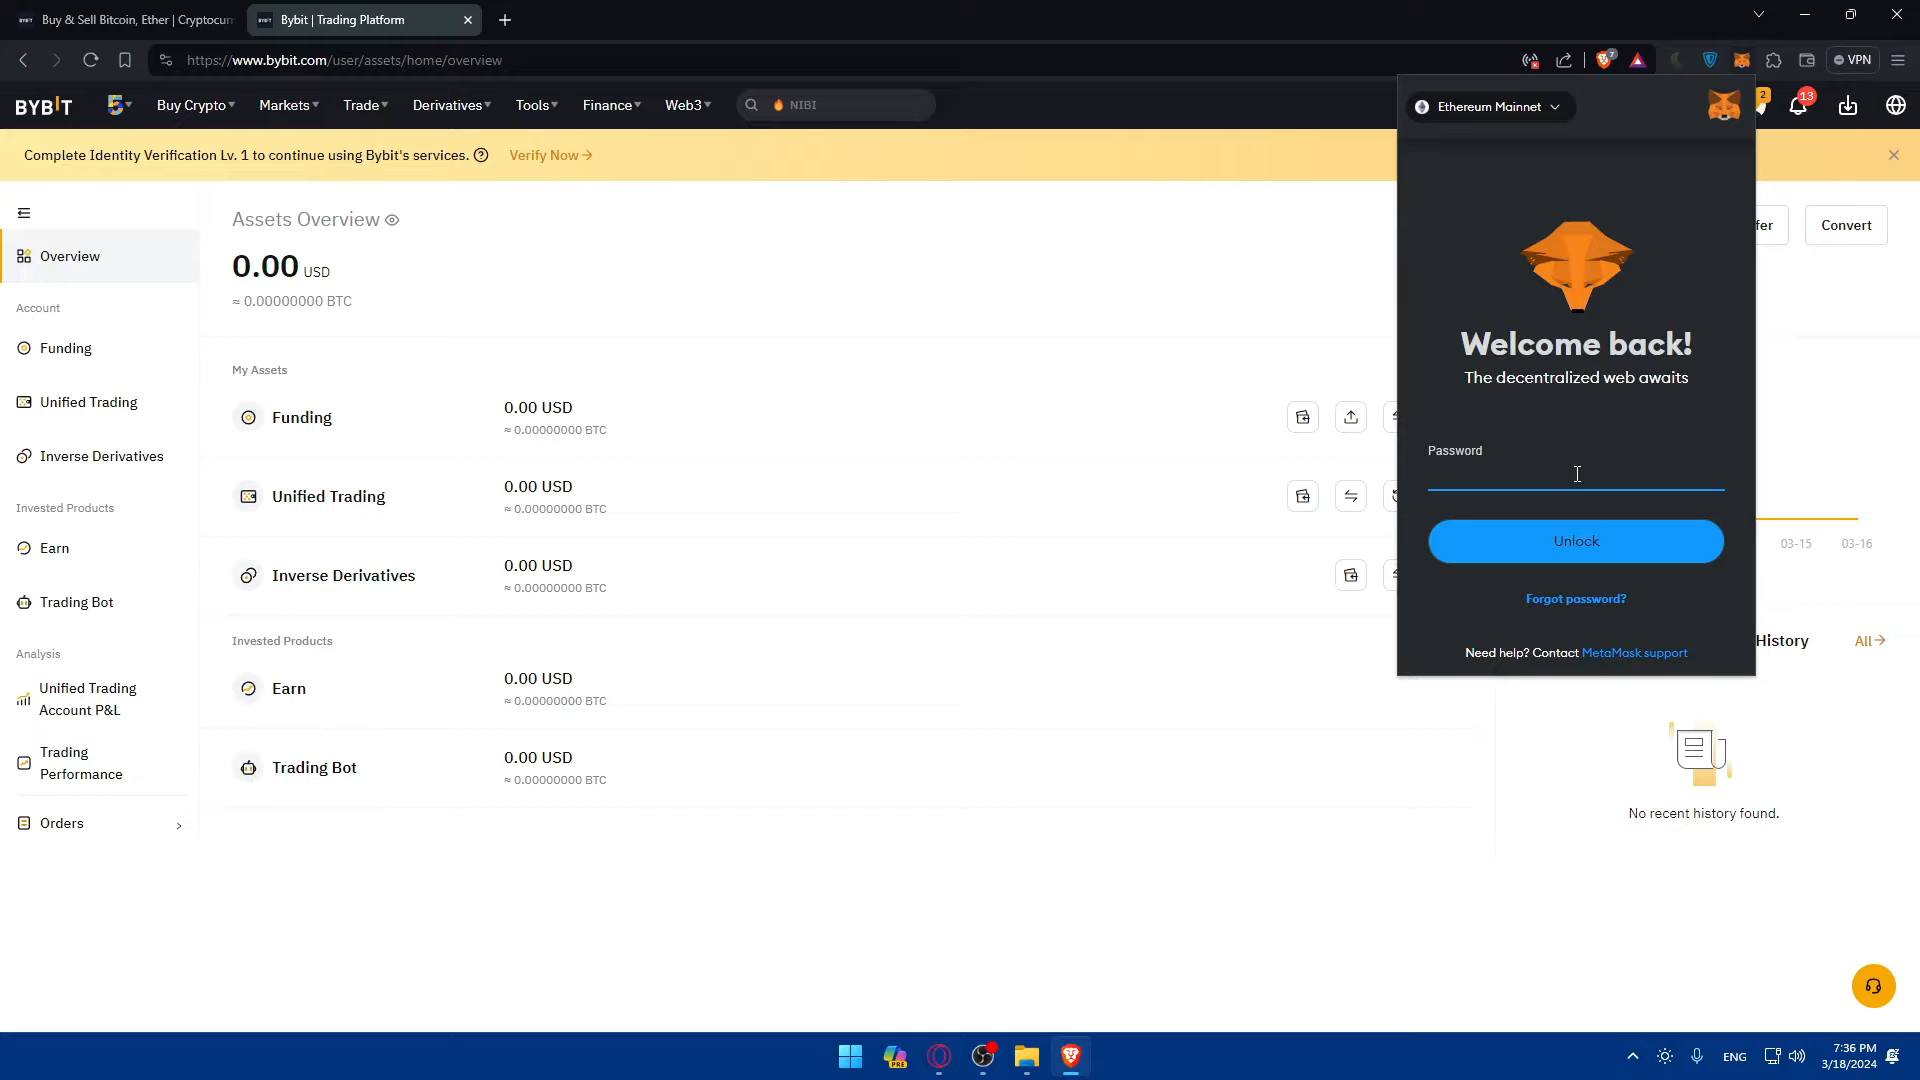 Buy & Sell Bitcoin, Ether | Cryptocurr
Bybit | Trading Platform
https://www.bybit.com/user/assets/home/overview
7
VPN
BYBIT
Buy Crypto
Markets
Trade
Derivatives
Tools
Finance
Web3
NIBI
2
13
Complete Identity Verification Lv. 1 to continue using Bybit's services.
Verify Now
Overview
Account
Funding
Unified Trading
Inverse Derivatives
Invested Products
Earn
Trading Bot
Analysis
Unified Trading
Account P&L
Trading
Performance
Orders
Assets Overview
0.00 USD
≈ 0.00000000 BTC
My Assets
Funding
0.00 USD
≈ 0.00000000 BTC
Unified Trading
0.00 USD
≈ 0.00000000 BTC
Inverse Derivatives
0.00 USD
≈ 0.00000000 BTC
Invested Products
Earn
0.00 USD
≈ 0.00000000 BTC
Trading Bot
0.00 USD
≈ 0.00000000 BTC
Ethereum Mainnet
Welcome back!
The decentralized web awaits
Password
Unlock
Forgot password?
Need help? Contact MetaMask support
fer
Convert
03-15
03-16
History
All
No recent history found.
PRE
ENG
7:36 PM
3/18/2024